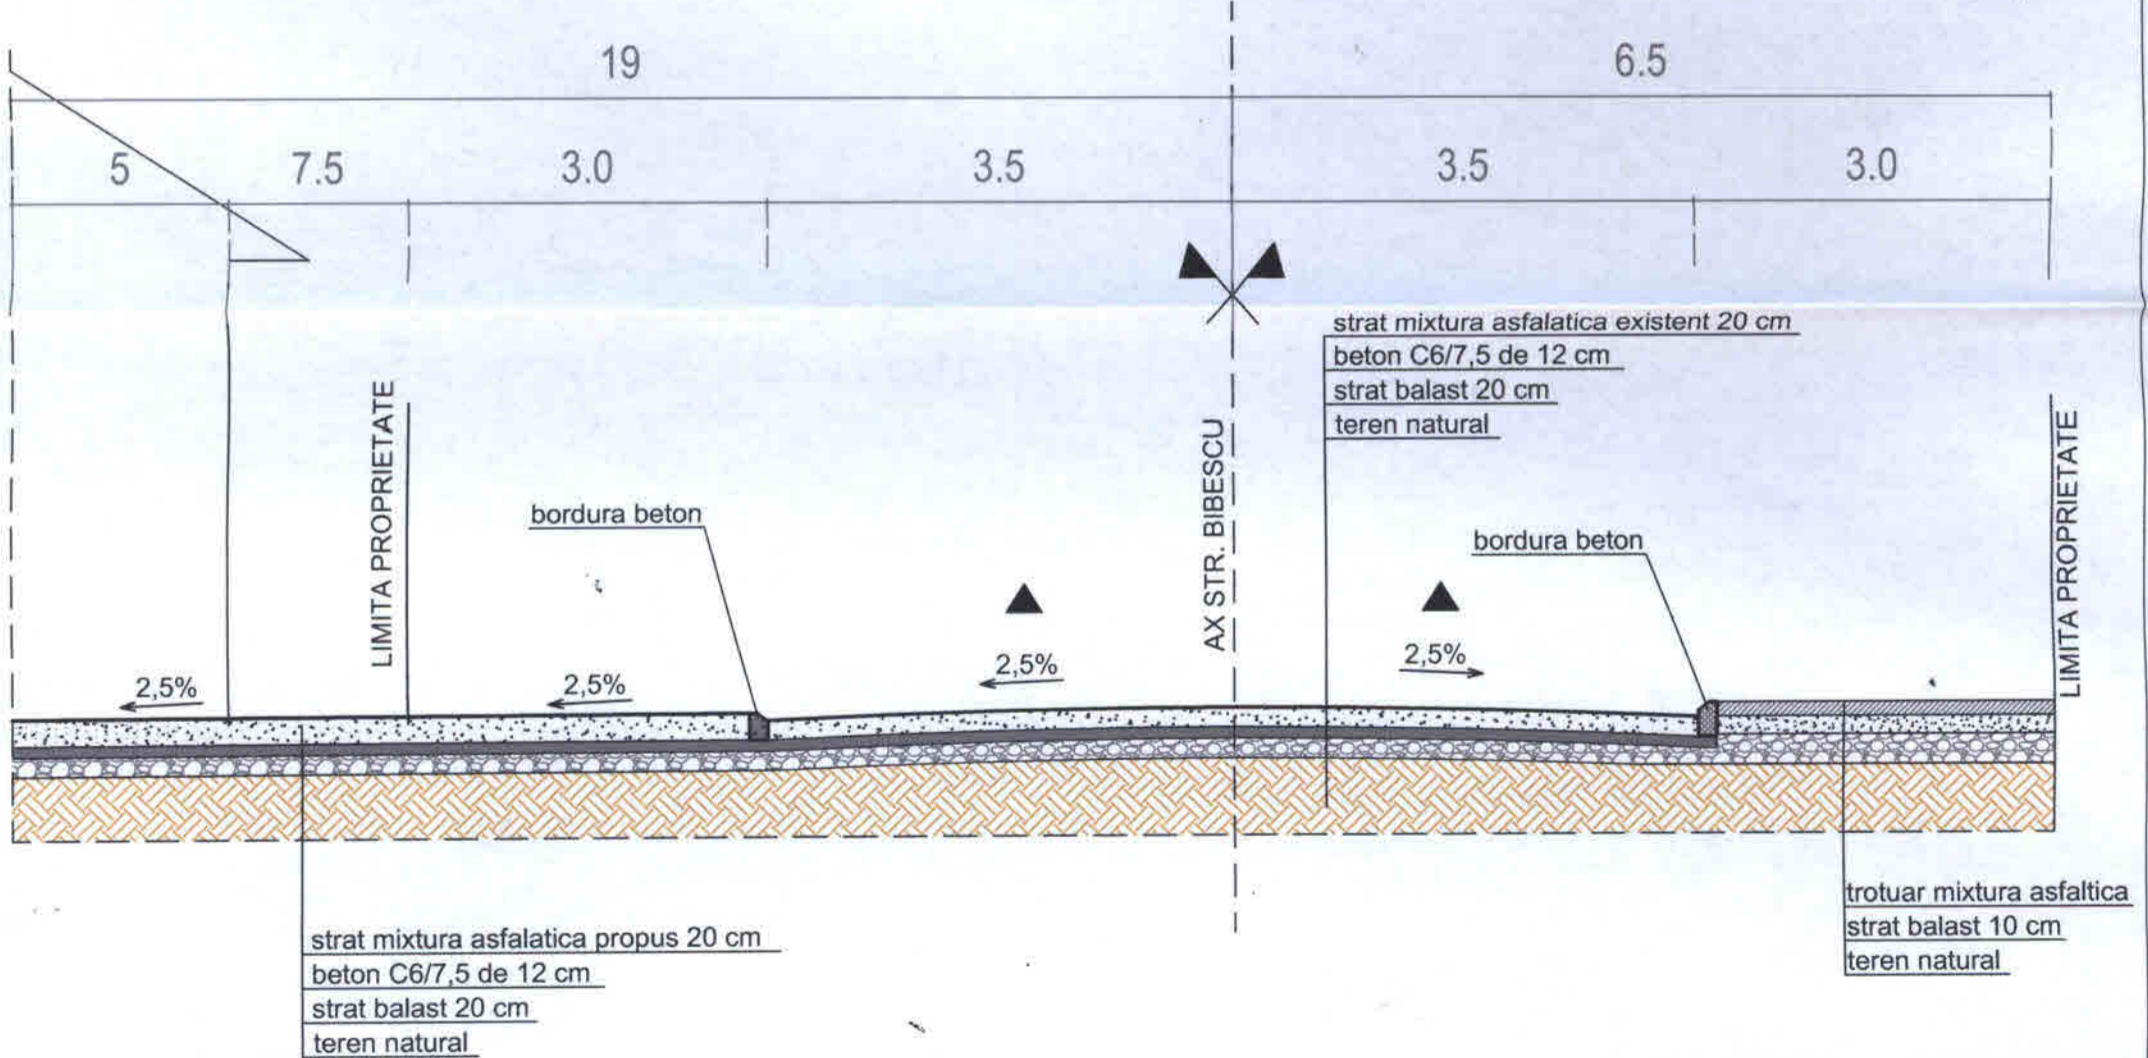 19
6.5
5
7.5
3.0
3.5
3.5
3.0
strat mixtura asfalatica existent 20 cm
beton C6/7,5 de 12 cm
strat balast 20 cm
teren natural
LIMITA PROPRIETATE
bordura beton
AX STR. BIBESCU
bordura beton
LIMITA PROPRIETATE
2,5%
2,5%
2,5%
2,5%
strat mixtura asfalatica propus 20 cm
beton C6/7,5 de 12 cm
strat balast 20 cm
teren natural
trotuar mixtura asfaltica
strat balast 10 cm
teren natural